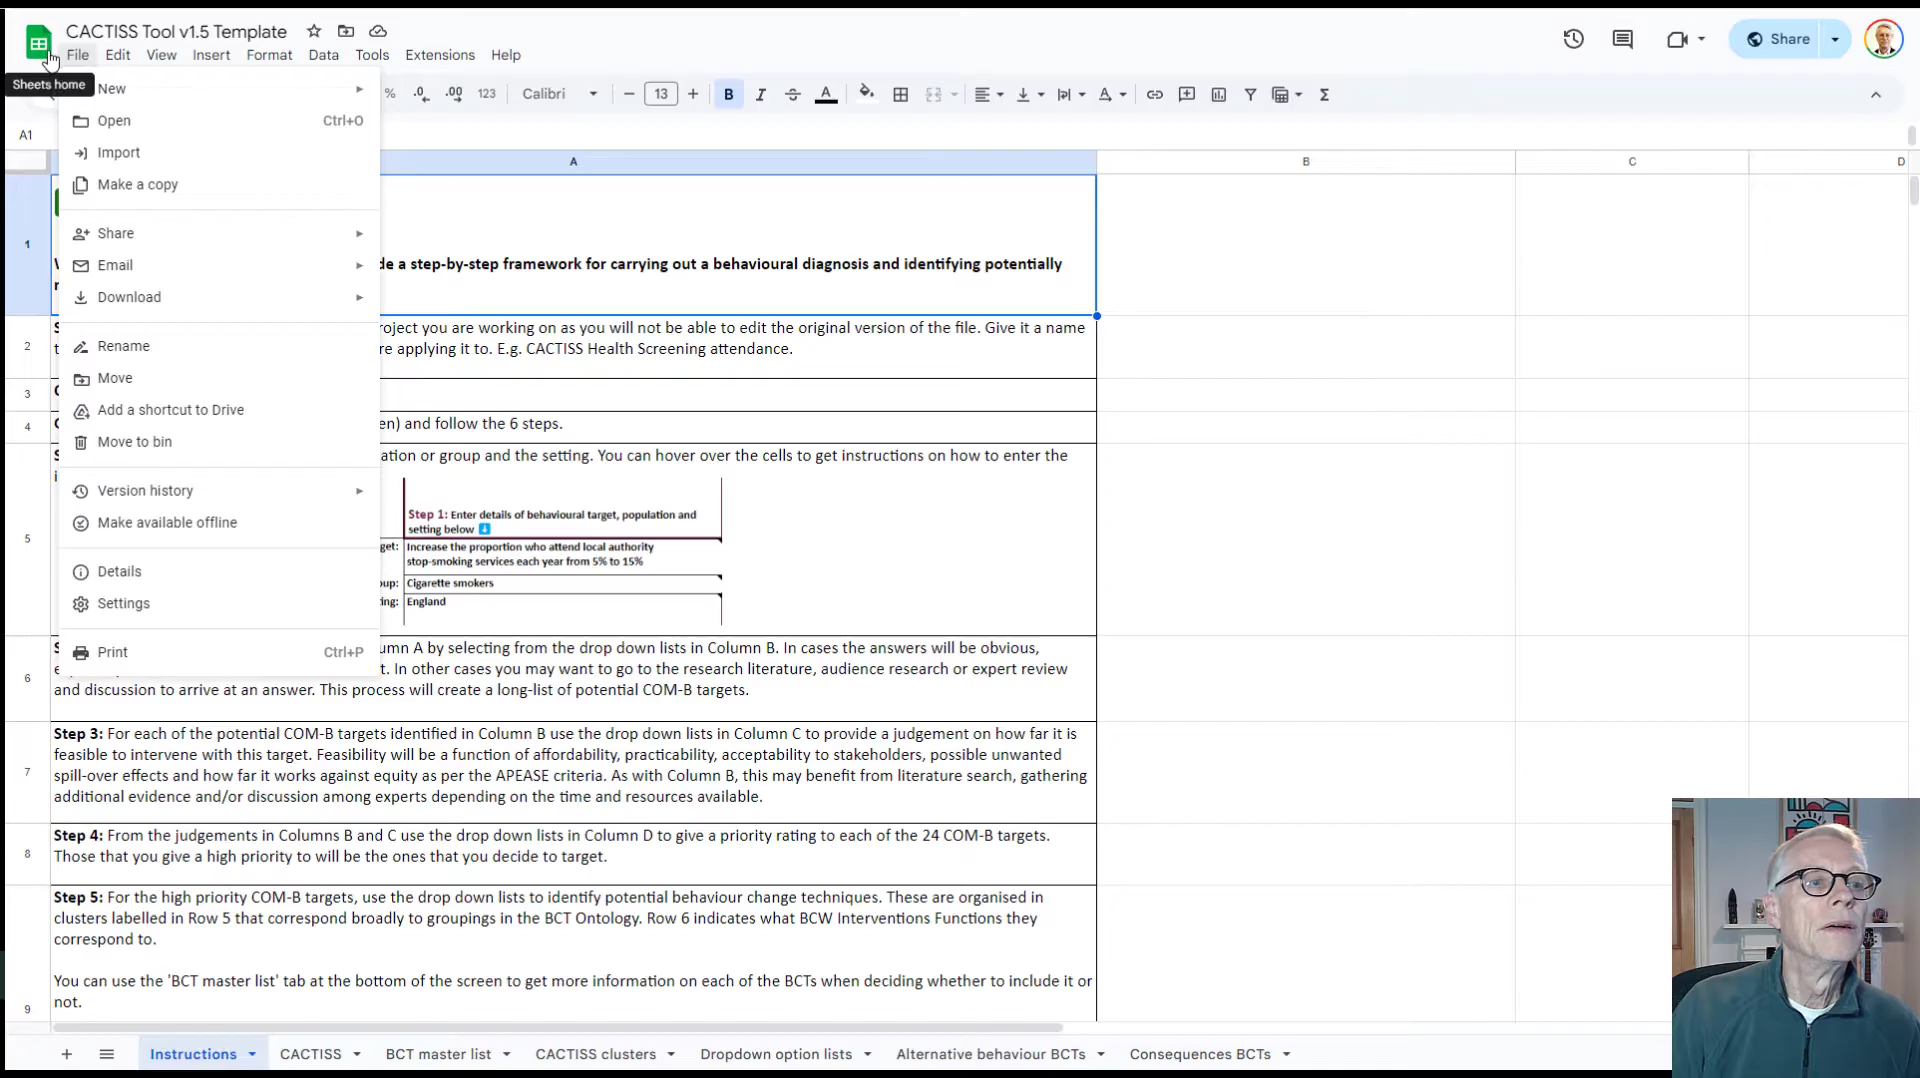 CACTISS Tool v1.5 Template
File Edit View Insert Format Data Tools Extensions Help
Share
Sheets home
% .0 .00 123 Calibri 13 B I A Σ
A1
New
Open Ctrl+O
Import
Make a copy
Share
Email
Download
Rename
Move
Add a shortcut to Drive
Move to bin
Version history
Make available offline
Details
Settings
Print Ctrl+P
A B C D
1
de a step-by-step framework for carrying out a behavioural diagnosis and identifying potentially
2
roject you are working on as you will not be able to edit the original version of the file. Give it a name
re applying it to. E.g. CACTISS Health Screening attendance.
3
4
en) and follow the 6 steps.
5
ation or group and the setting. You can hover over the cells to get instructions on how to enter the
Step 1: Enter details of behavioural target, population and
setting below
get: Increase the proportion who attend local authority
stop-smoking services each year from 5% to 15%
up: Cigarette smokers
ing: England
6
umn A by selecting from the drop down lists in Column B. In cases the answers will be obvious,
t. In other cases you may want to go to the research literature, audience research or expert review
and discussion to arrive at an answer. This process will create a long-list of potential COM-B targets.
7
Step 3: For each of the potential COM-B targets identified in Column B use the drop down lists in Column C to provide a judgement on how far it is
feasible to intervene with this target. Feasibility will be a function of affordability, practicability, acceptability to stakeholders, possible unwanted
spill-over effects and how far it works against equity as per the APEASE criteria. As with Column B, this may benefit from literature search, gathering
additional evidence and/or discussion among experts depending on the time and resources available.
8
Step 4: From the judgements in Columns B and C use the drop down lists in Column D to give a priority rating to each of the 24 COM-B targets.
Those that you give a high priority to will be the ones that you decide to target.
Step 5: For the high priority COM-B targets, use the drop down lists to identify potential behaviour change techniques. These are organised in
clusters labelled in Row 5 that correspond broadly to groupings in the BCT Ontology. Row 6 indicates what BCW Interventions Functions they
correspond to.
You can use the 'BCT master list' tab at the bottom of the screen to get more information on each of the BCTs when deciding whether to include it or
not.
9
Instructions CACTISS BCT master list CACTISS clusters Dropdown option lists Alternative behaviour BCTs Consequences BCTs